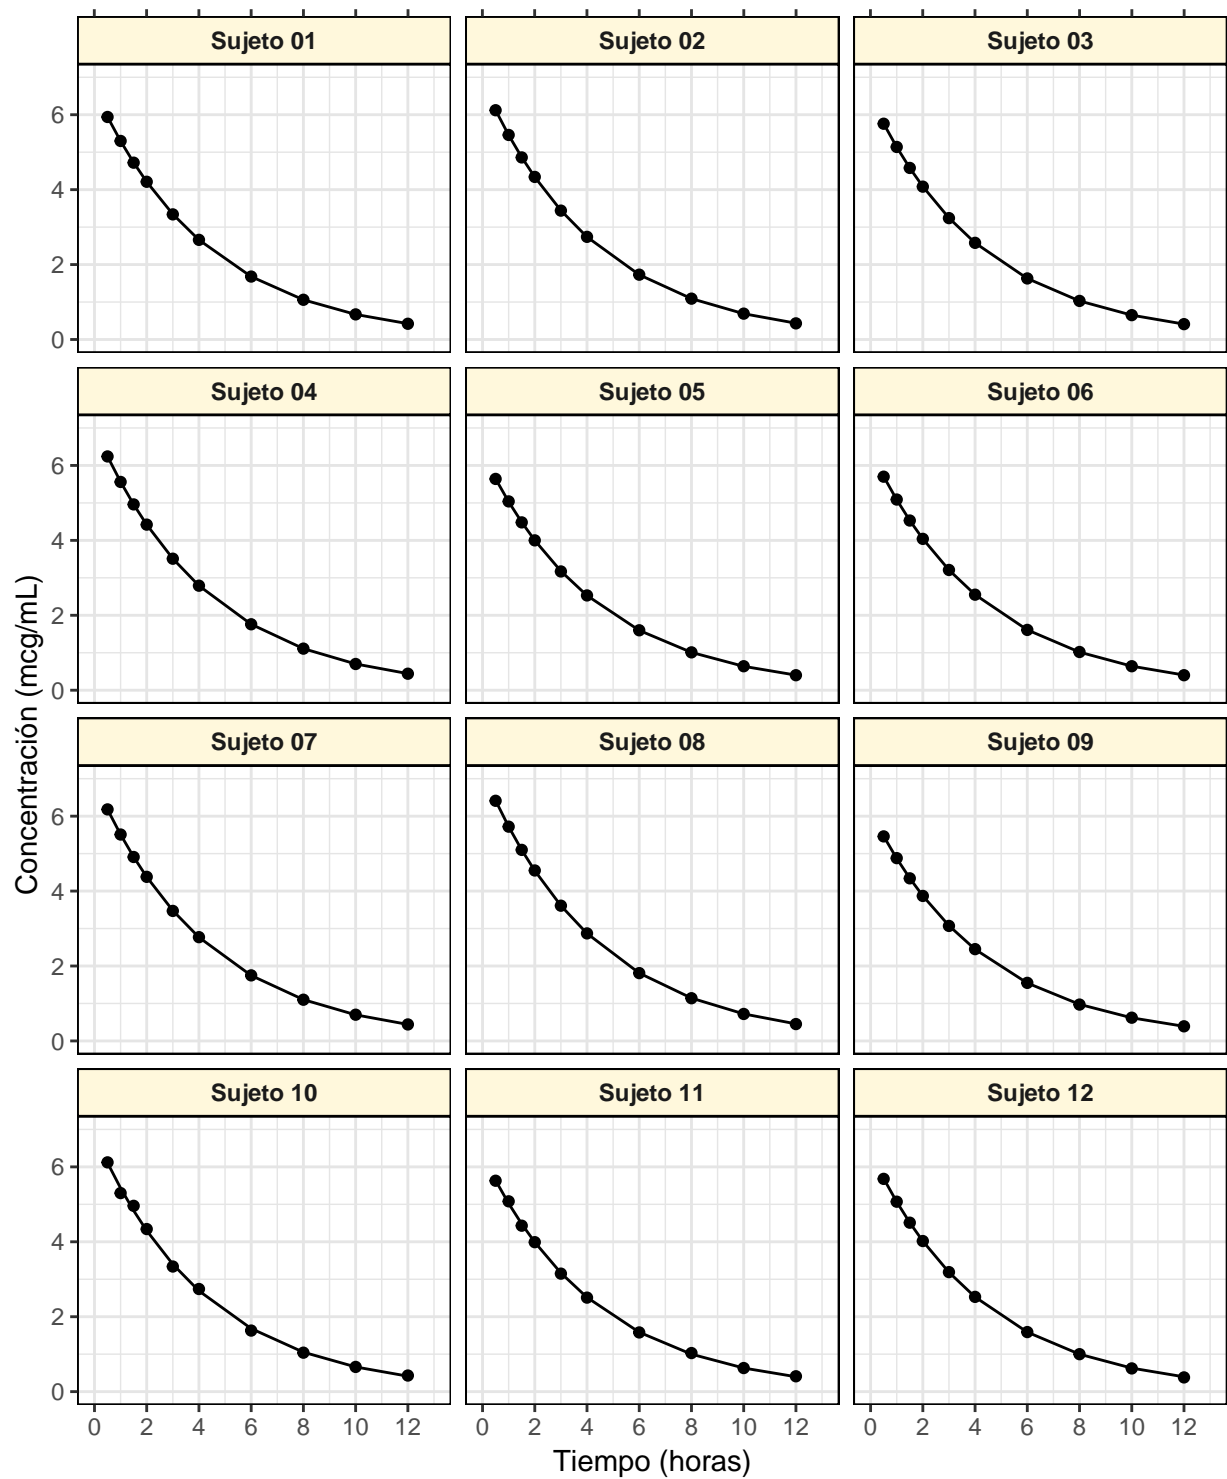 Sujeto 01
Sujeto 02
Sujeto 03
6
4
2
0
Sujeto 04
Sujeto 05
Sujeto 06
6
4
2
0
Sujeto 07
Sujeto 08
Sujeto 09
6
4
2
0
Sujeto 10
Sujeto 11
Sujeto 12
6
4
2
0
0 2 4 6 8 10 12
0 2 4 6 8 10 12
0 2 4 6 8 10 12
Tiempo (horas)
Concentración (mcg/mL)